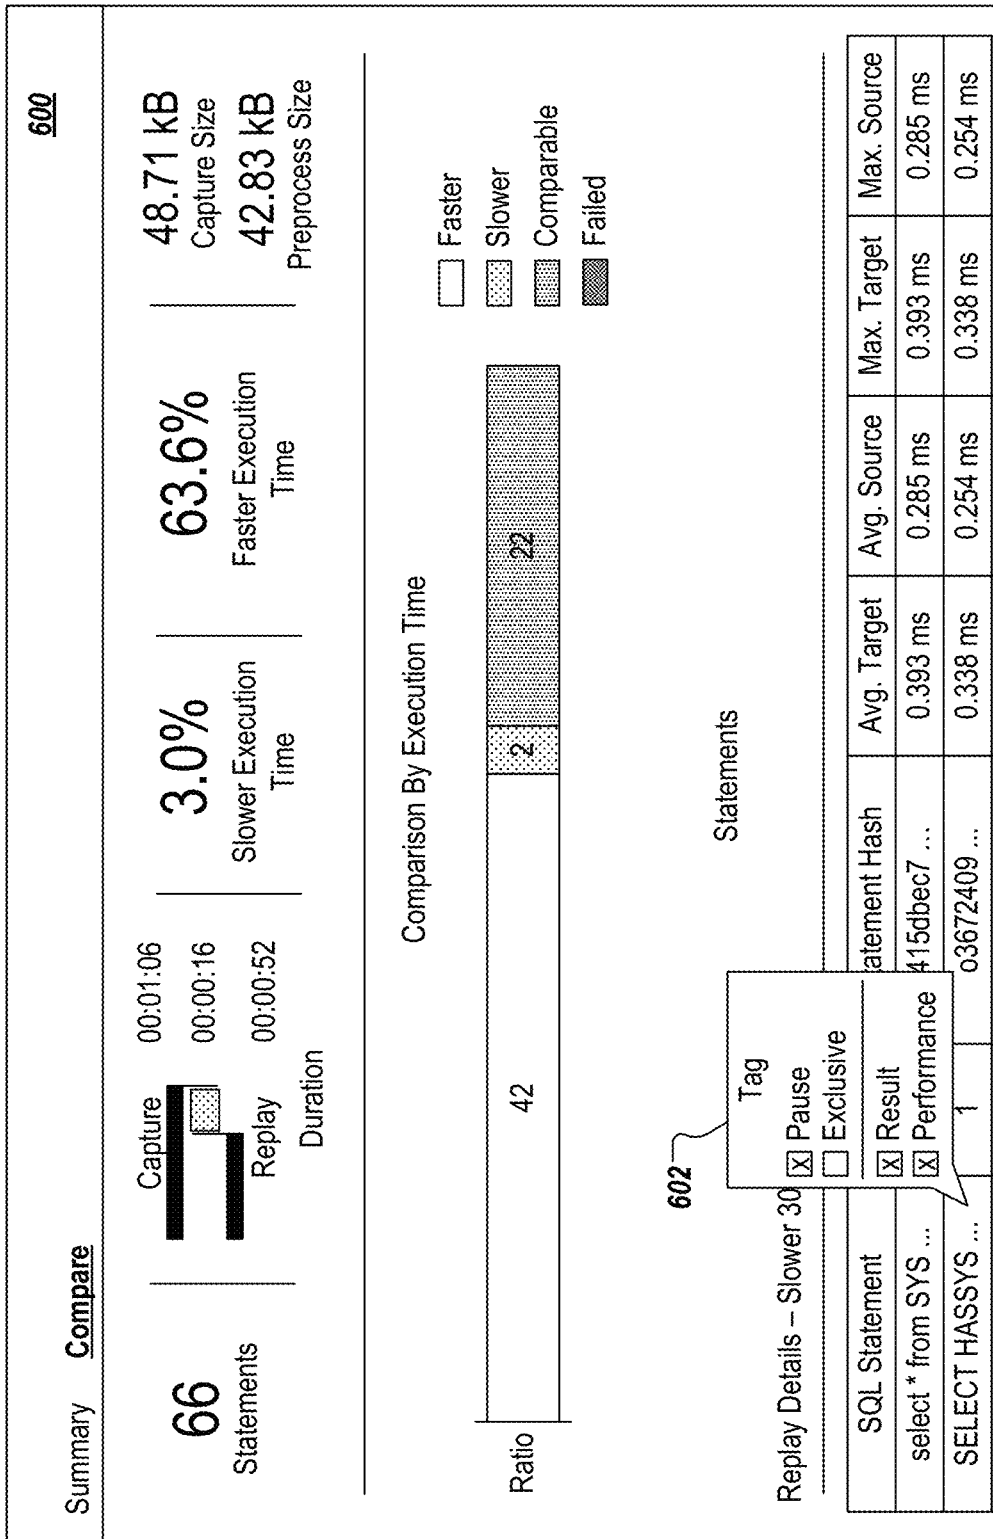 600
Summary Compare
66
Statements
Capture
Replay
Duration
00:01:06
00:00:16
00:00:52
3.0%
Slower Execution
Time
63.6%
Faster Execution
Time
48.71 kB
Capture Size
42.83 kB
Preprocess Size
Comparison By Execution Time
Faster
Slower
Comparable
Failed
Ratio
42
2
22
Statements
602
Replay Details – Slower 30
Tag
X Pause
Exclusive
X Result
X Performance
SQL Statement atement Hash Avg. Target Avg. Source Max. Target Max. Source
select * from SYS ... 415dbec7 ... 0.393 ms 0.285 ms 0.393 ms 0.285 ms
SELECT HASSYS ... 1 o3672409 ... 0.338 ms 0.254 ms 0.338 ms 0.254 ms